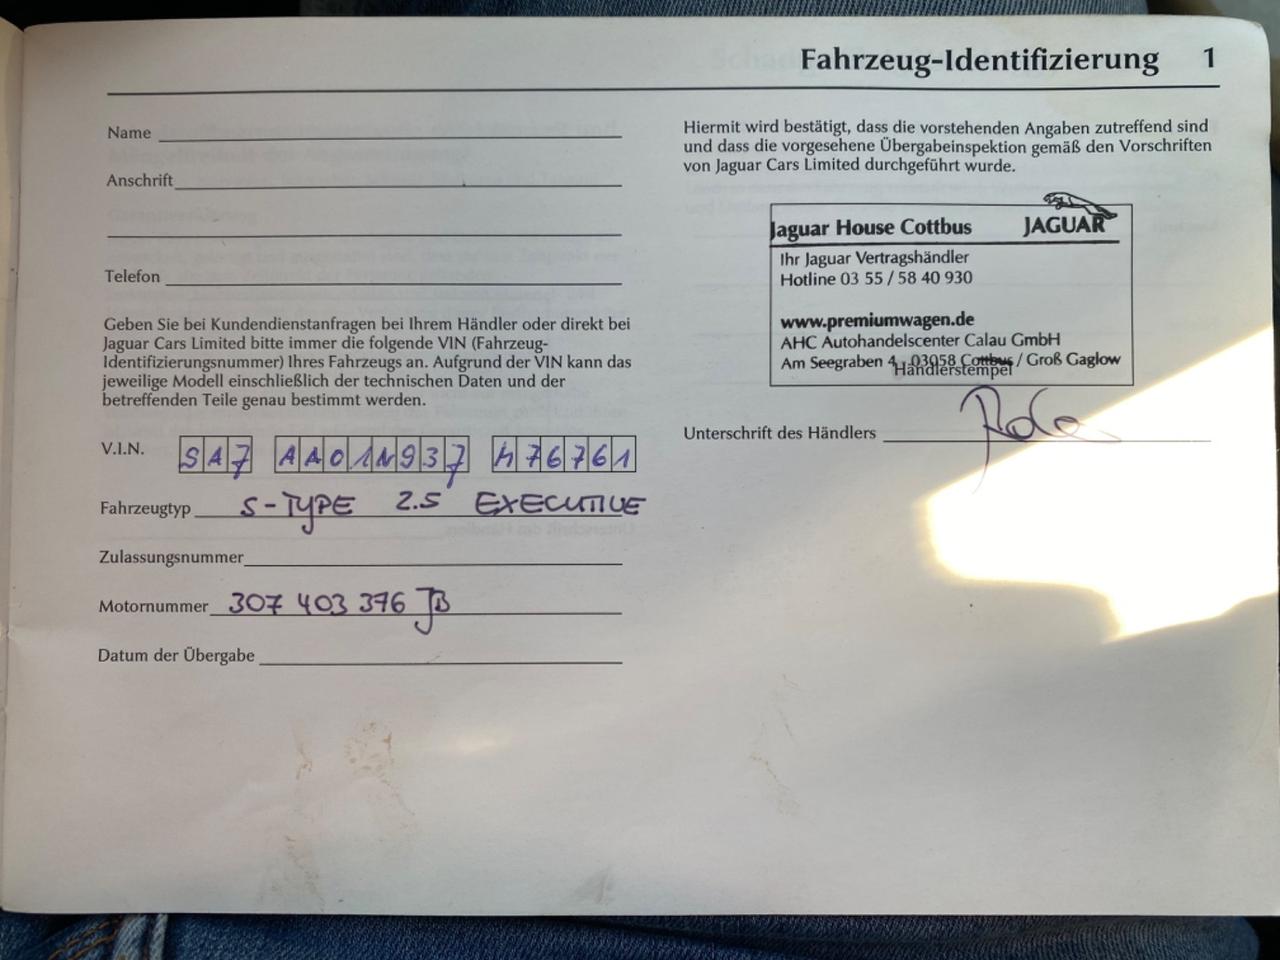 Fahrzeug-Identifizierung 1
Name
Anschrift
Telefon
Geben Sie bei Kundendienstanfragen bei Ihrem Händler oder direkt bei
Jaguar Cars Limited bitte immer die folgende VIN (Fahrzeug-
Identifizierungsnummer) Ihres Fahrzeugs an. Aufgrund der VIN kann das
jeweilige Modell einschließlich der technischen Daten und der
betreffenden Teile genau bestimmt werden.
V.I.N. SA7 AA01N937 H76761
Fahrzeugtyp S-TYPE 2.5 EXECUTIVE
Zulassungsnummer
Motornummer 307 403 376 JB
Datum der Übergabe
Hiermit wird bestätigt, dass die vorstehenden Angaben zutreffend sind
und dass die vorgesehene Übergabeinspektion gemäß den Vorschriften
von Jaguar Cars Limited durchgeführt wurde.
Jaguar House Cottbus JAGUAR
Ihr Jaguar Vertragshändler
Hotline 03 55 / 58 40 930
www.premiumwagen.de
AHC Autohandelscenter Calau GmbH
Am Seegraben 4, 03058 Cottbus / Groß Gaglow
Händlerstempel
Unterschrift des Händlers